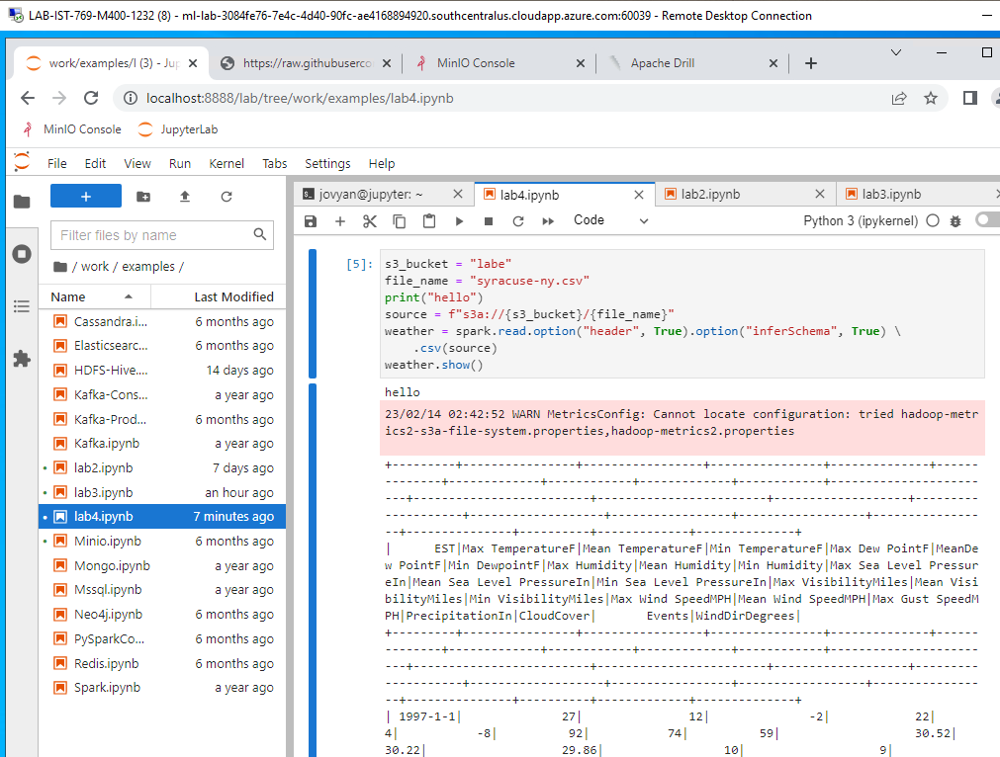 LAB-IST-769-M400-1232 (8) - ml-lab-3084fe76-7e4c-4d40-90fc-ae4168894920.southcentralus.cloudapp.azure.com:60039 - Remote Desktop Connection
work/examples/l (3) - Jup
https://raw.githubuserco
MinIO Console
Apache Drill
localhost:8888/lab/tree/work/examples/lab4.ipynb
MinIO Console
JupyterLab
File Edit View Run Kernel Tabs Settings Help
jovyan@jupyter: ~
lab4.ipynb
lab2.ipynb
lab3.ipynb
Code
Python 3 (ipykernel)
Filter files by name
/ work / examples /
Name Last Modified
Cassandra.i... 6 months ago
Elasticsearc... 6 months ago
HDFS-Hive.... 14 days ago
Kafka-Cons... a year ago
Kafka-Prod... 6 months ago
Kafka.ipynb a year ago
lab2.ipynb 7 days ago
lab3.ipynb an hour ago
lab4.ipynb 7 minutes ago
Minio.ipynb 6 months ago
Mongo.ipynb a year ago
Mssql.ipynb a year ago
Neo4j.ipynb 6 months ago
PySparkCo... 6 months ago
Redis.ipynb 6 months ago
Spark.ipynb a year ago
[5]: s3_bucket = "labe"
file_name = "syracuse-ny.csv"
print("hello")
source = f"s3a://{s3_bucket}/{file_name}"
weather = spark.read.option("header", True).option("inferSchema", True) \
.csv(source)
weather.show()
hello
23/02/14 02:42:52 WARN MetricsConfig: Cannot locate configuration: tried hadoop-metr
ics2-s3a-file-system.properties,hadoop-metrics2.properties
| EST|Max TemperatureF|Mean TemperatureF|Min TemperatureF|Max Dew PointF|MeanDe
w PointF|Min DewpointF|Max Humidity|Mean Humidity|Min Humidity|Max Sea Level Pressur
eIn|Mean Sea Level PressureIn|Min Sea Level PressureIn|Max VisibilityMiles|Mean Visi
bilityMiles|Min VisibilityMiles|Max Wind SpeedMPH|Mean Wind SpeedMPH|Max Gust SpeedM
PH|PrecipitationIn|CloudCover| Events|WindDirDegrees|
| 1997-1-1| 27| 12| -2| 22|
4| -8| 92| 74| 59| 30.52|
30.22| 29.86| 10| 9|